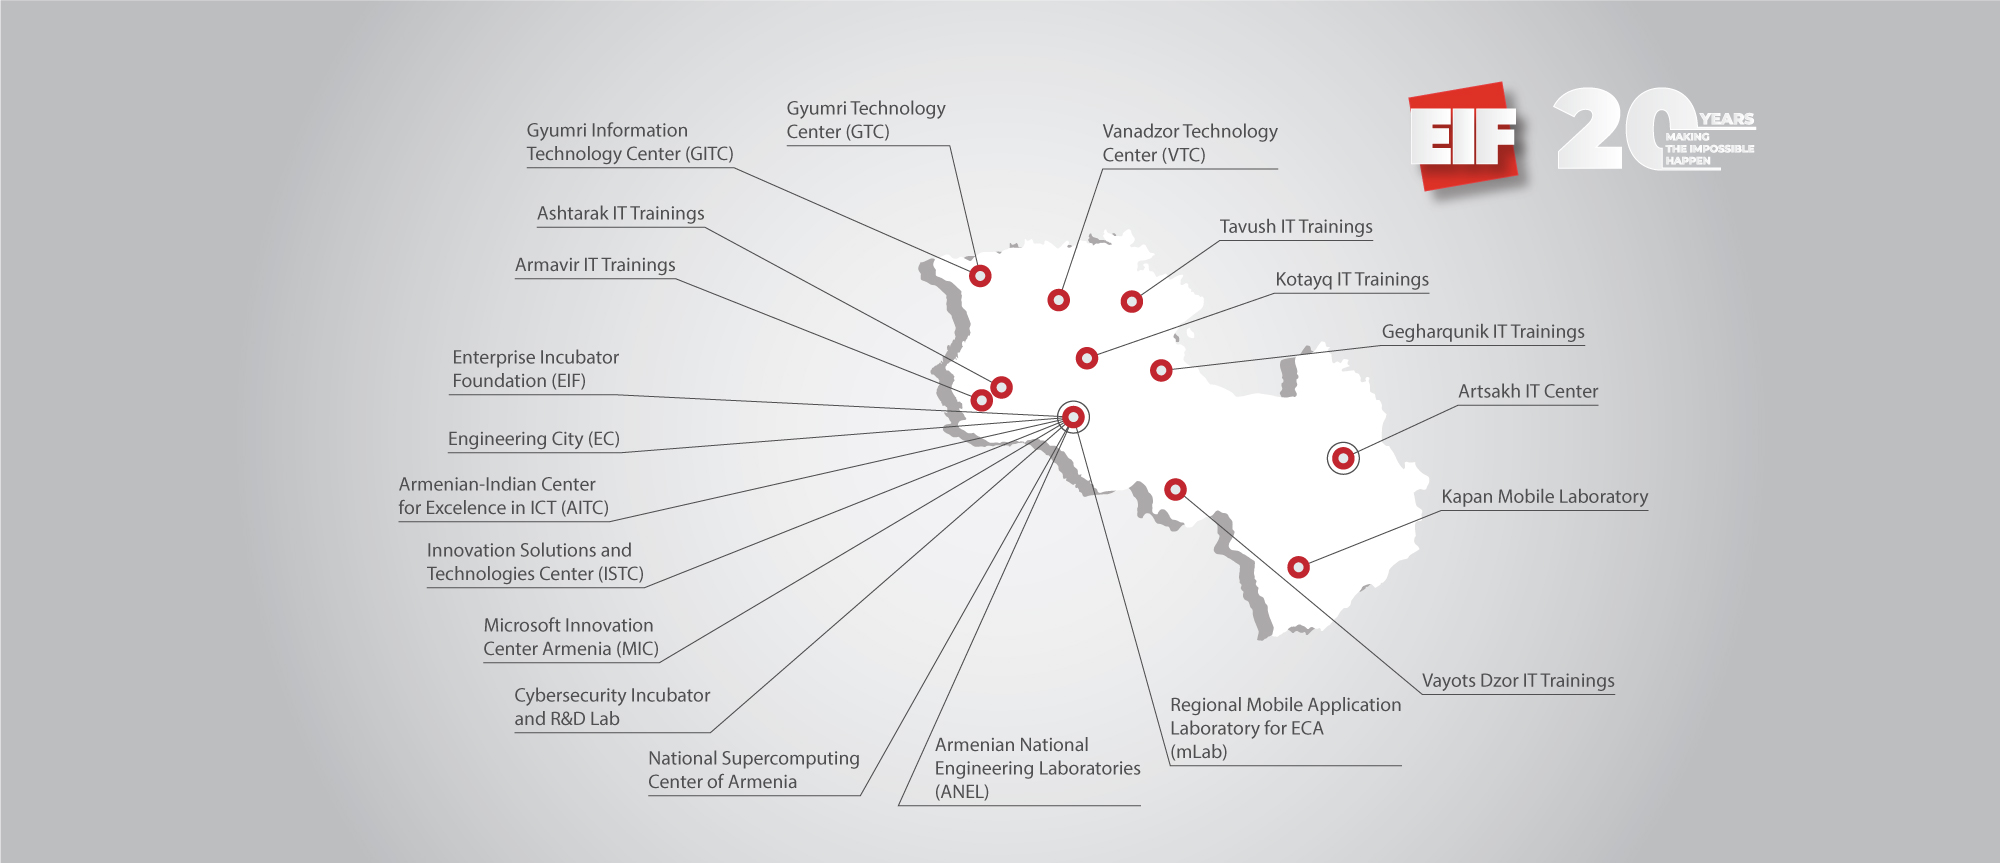 Gyumri Technology
Center (GTC)
Gyumri Information
Technology Center (GITC)
Vanadzor Technology
Center (VTC)
EIF
20
YEARS
MAKING
THE IMPOSSIBLE
HAPPEN
Ashtarak IT Trainings
Tavush IT Trainings
Armavir IT Trainings
Kotayq IT Trainings
Gegharqunik IT Trainings
Enterprise Incubator
Foundation (EIF)
Artsakh IT Center
Engineering City (EC)
Armenian-Indian Center
for Excelence in ICT (AITC)
Kapan Mobile Laboratory
Innovation Solutions and
Technologies Center (ISTC)
Microsoft Innovation
Center Armenia (MIC)
Vayots Dzor IT Trainings
Cybersecurity Incubator
and R&D Lab
Regional Mobile Application
Laboratory for ECA
(mLab)
National Supercomputing
Center of Armenia
Armenian National
Engineering Laboratories
(ANEL)